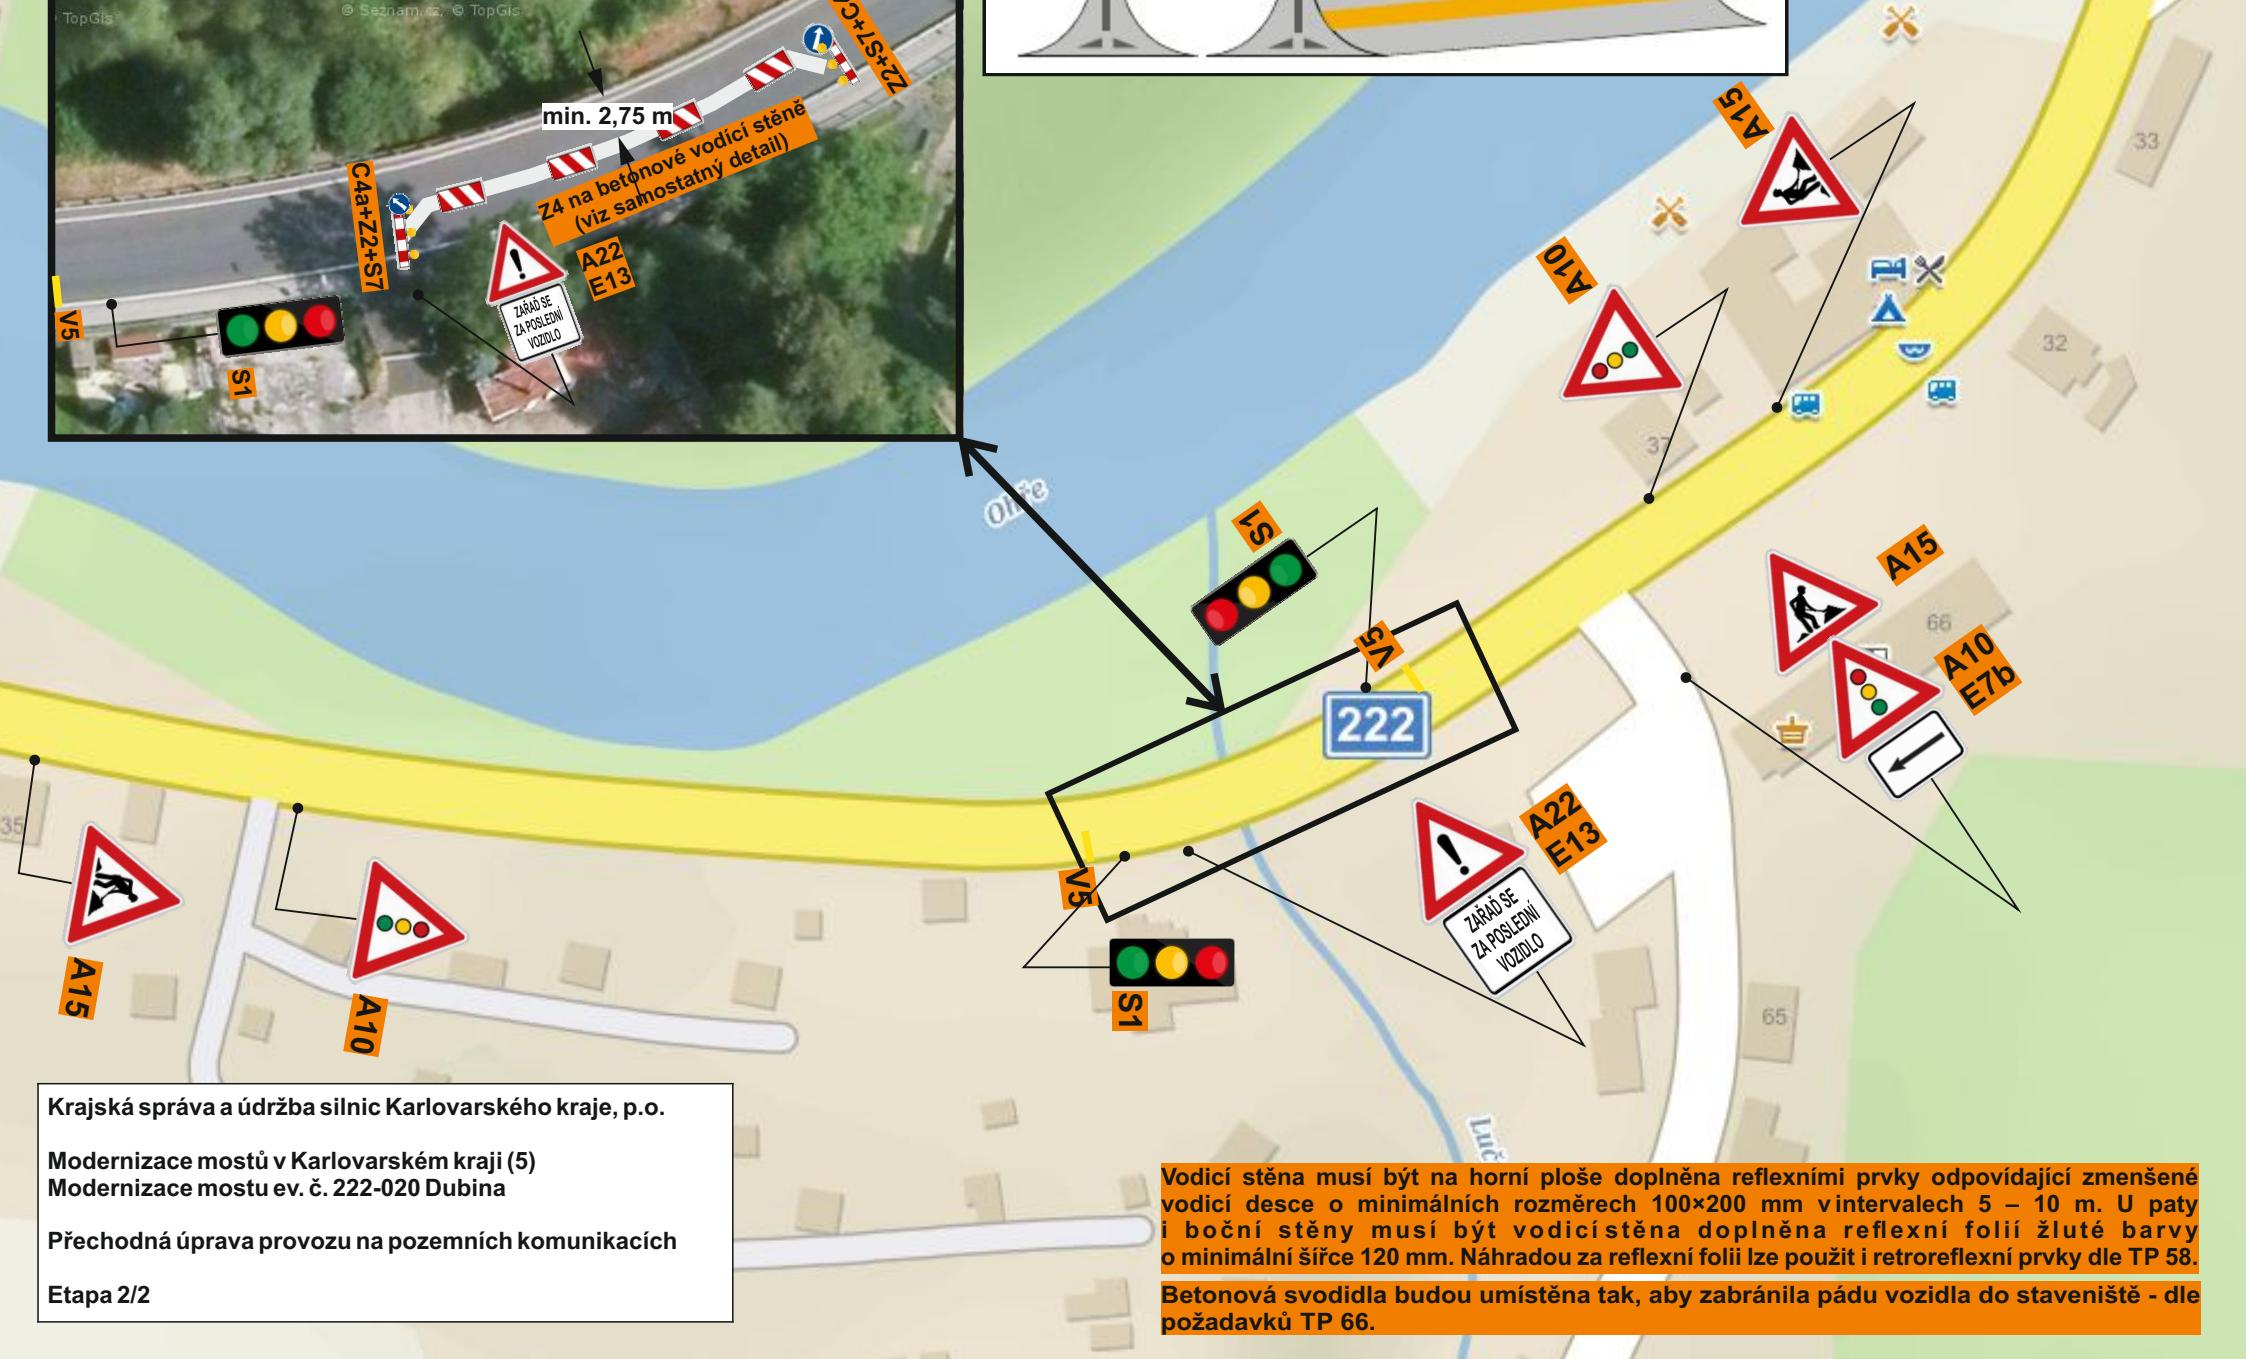 TopGis
© Seznam.cz, © TopGis
Z2+S7+C
min. 2,75 m
Z4 na betonové vodící stěně
(viz samostatný detail)
C4a+Z2+S7
A22
E13
ZAŘAĎ SE
ZA POSLEDNÍ
VOZIDLO
V5
S1
A15
33
A10
32
37
Ohře
S1
A15
66
V5
A10
E7b
222
A22
E13
35
V5
ZAŘAĎ SE
ZA POSLEDNÍ
VOZIDLO
A15
A10
S1
65
Luč
Krajská správa a údržba silnic Karlovarského kraje, p.o.
Modernizace mostů v Karlovarském kraji (5)
Modernizace mostu ev. č. 222-020 Dubina
Přechodná úprava provozu na pozemních komunikacích
Etapa 2/2
Vodicí stěna musí být na horní ploše doplněna reflexními prvky odpovídající zmenšené
vodicí desce o minimálních rozměrech 100×200 mm v intervalech 5 – 10 m. U paty
i boční stěny musí být vodicí stěna doplněna reflexní folií žluté barvy
o minimální šířce 120 mm. Náhradou za reflexní folii lze použit i retroreflexní prvky dle TP 58.
Betonová svodidla budou umístěna tak, aby zabránila pádu vozidla do staveniště - dle
požadavků TP 66.